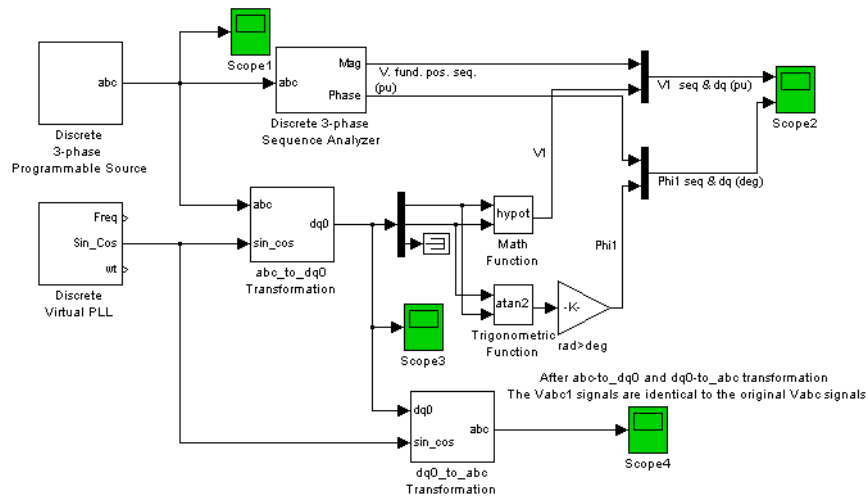 abc
Discrete
3-phase
Programmable Source
Scope1
abc
Mag
Phase
Discrete 3-phase
Sequence Analyzer
V. fund. pos. seq.
(pu)
V1 seq & dq (pu)
Scope2
V1
Phi1 seq & dq (deg)
Freq
Sin_Cos
wt
Discrete
Virtual PLL
abc
sin_cos
dq0
abc_to_dq0
Transformation
hypot
Math
Function
Phi1
atan2
Trigonometric
Function
-K-
rad>deg
Scope3
After abc-to_dq0 and dq0-to_abc transformation
The Vabc1 signals are identical to the original Vabc signals
dq0
sin_cos
abc
dq0_to_abc
Transformation
Scope4